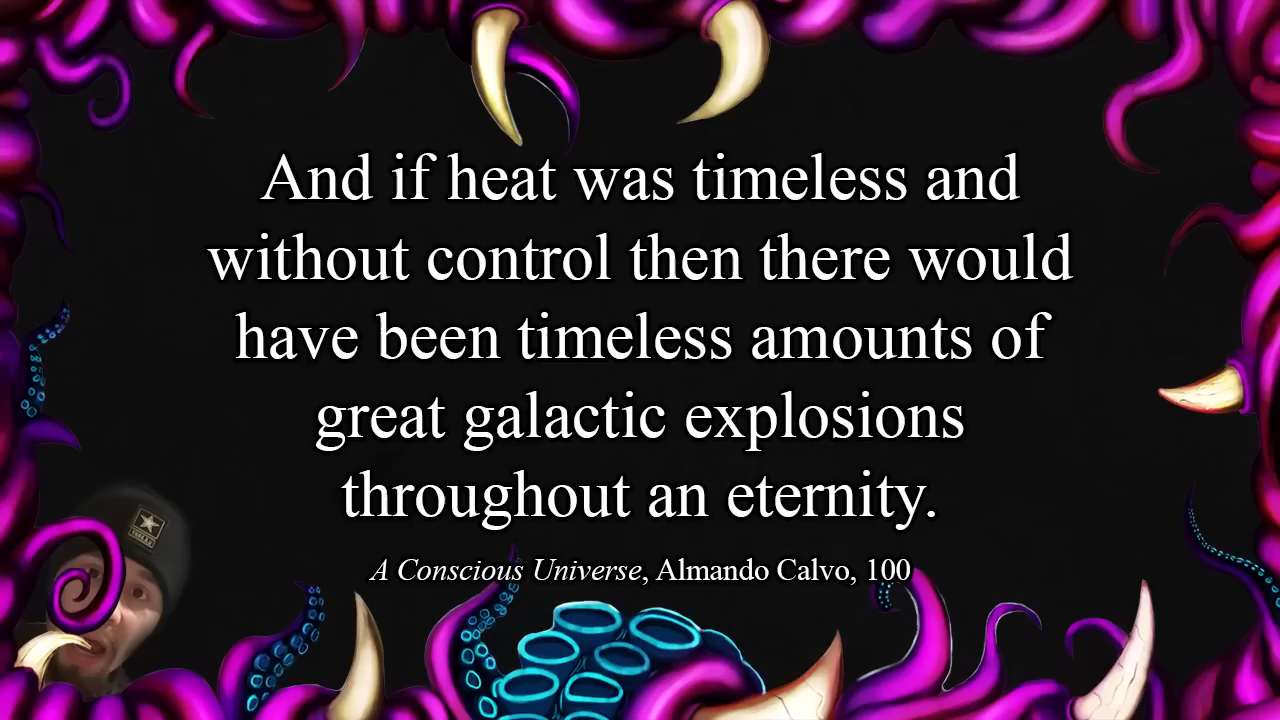 And if heat was timeless and
without control then there would
have been timeless amounts of
great galactic explosions
throughout an eternity.
A Conscious Universe, Almando Calvo, 100